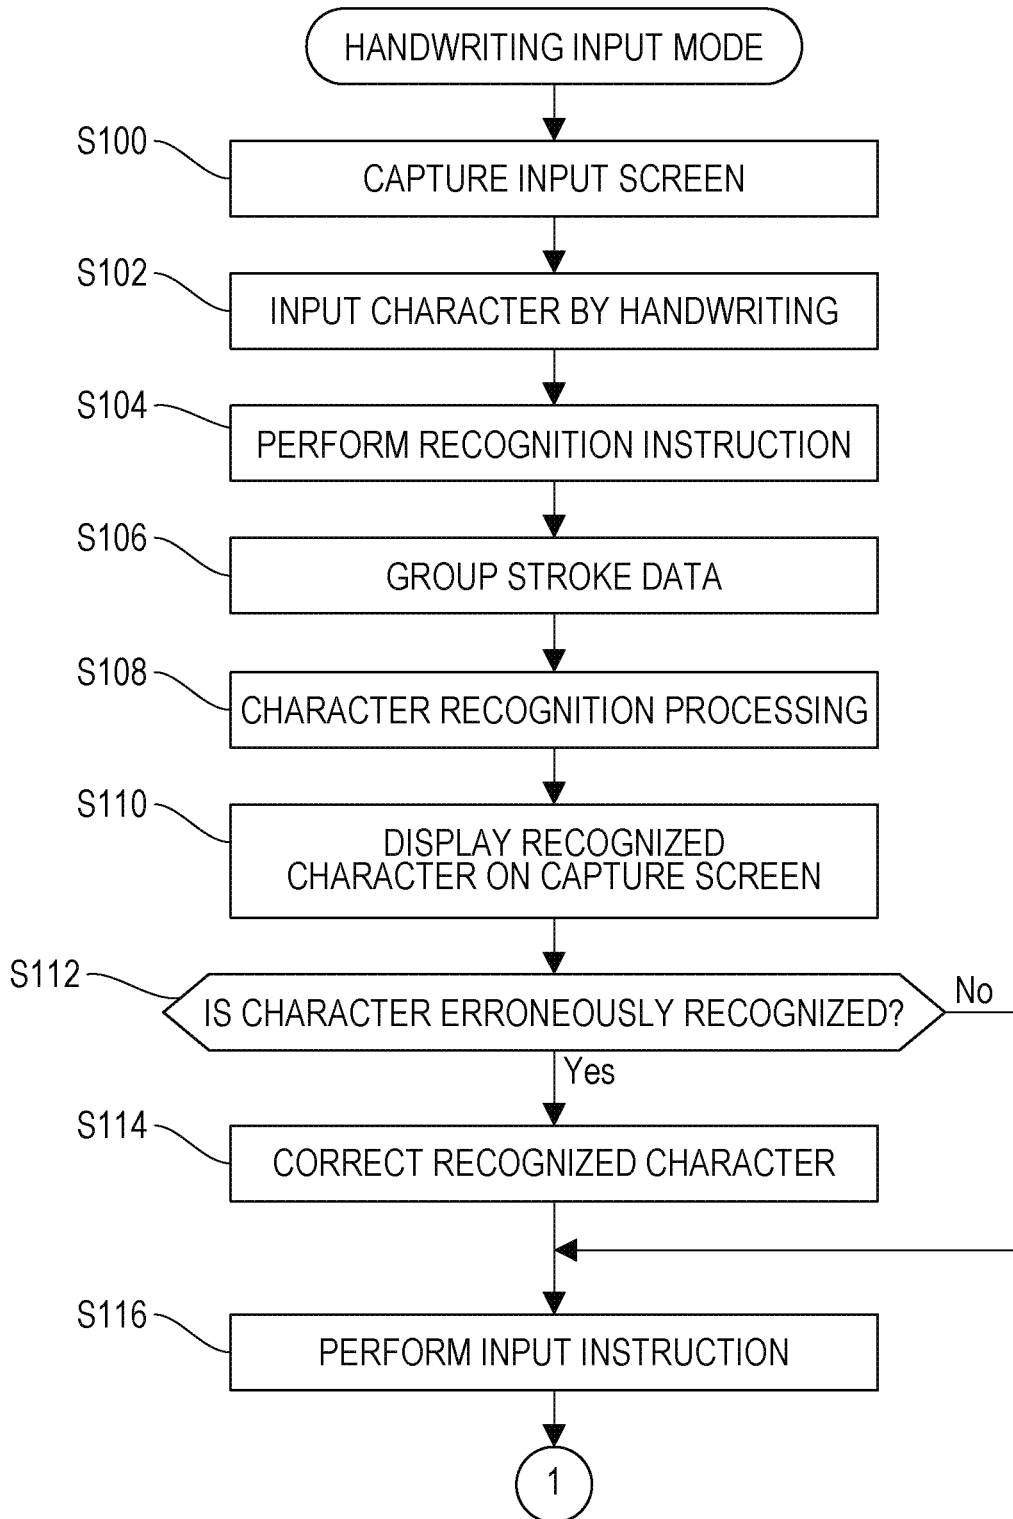 HANDWRITING INPUT MODE
S100
CAPTURE INPUT SCREEN
S102
INPUT CHARACTER BY HANDWRITING
S104
PERFORM RECOGNITION INSTRUCTION
S106
GROUP STROKE DATA
S108
CHARACTER RECOGNITION PROCESSING
S110
DISPLAY RECOGNIZED
CHARACTER ON CAPTURE SCREEN
S112
IS CHARACTER ERRONEOUSLY RECOGNIZED?
No
Yes
S114
CORRECT RECOGNIZED CHARACTER
S116
PERFORM INPUT INSTRUCTION
1